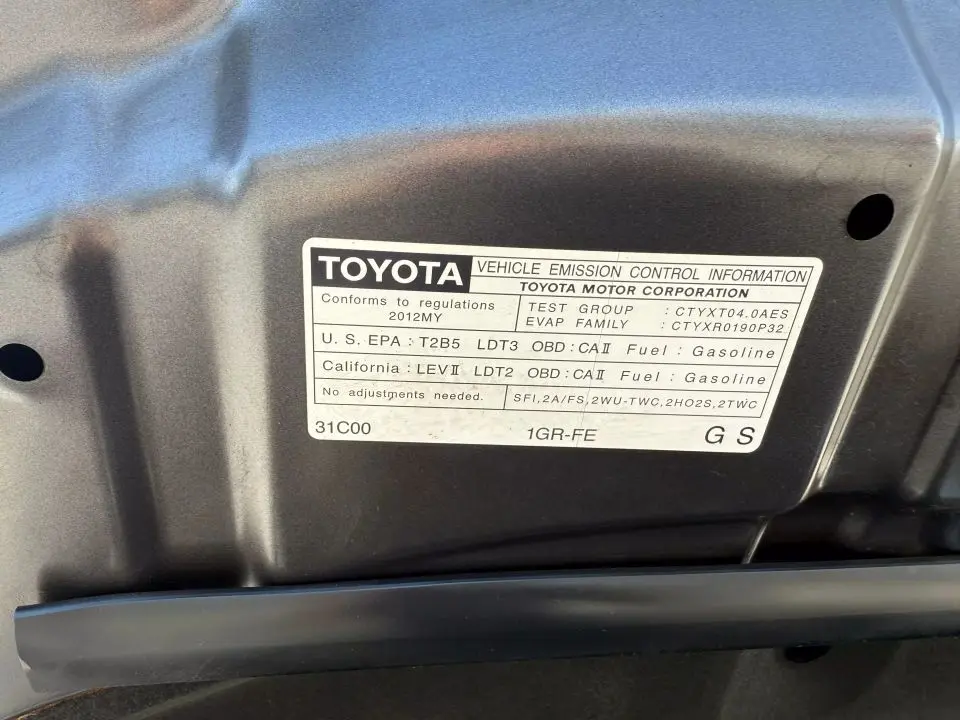 TOYOTA
VEHICLE EMISSION CONTROL INFORMATION
TOYOTA MOTOR CORPORATION
Conforms to regulations
2012MY
TEST GROUP : CTYXT04.0AES
EVAP FAMILY : CTYXR0190P32
U. S. EPA : T2B5 LDT3 OBD : CAⅡ Fuel : Gasoline
California : LEVⅡ LDT2 OBD : CAⅡ Fuel : Gasoline
No adjustments needed.
SFI,2A/FS,2WU-TWC,2HO2S,2TWC
31C00 1GR-FE G S